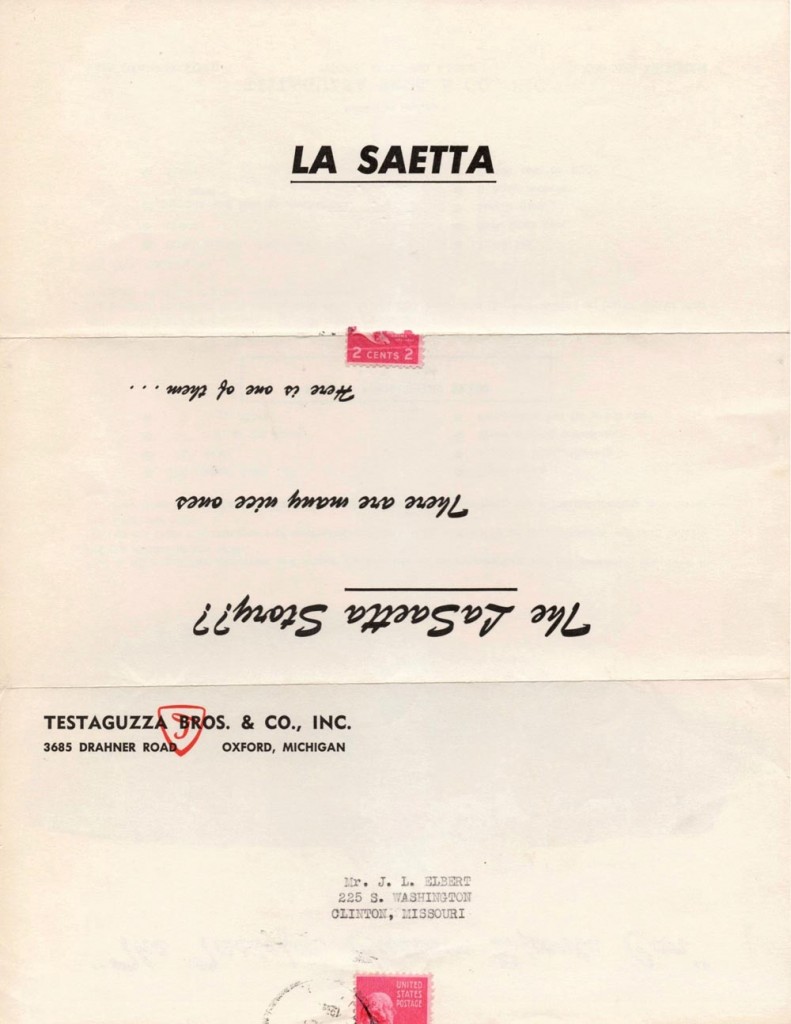 LA SAETTA
2 CENTS 2
Here is one of them ....
There are many nice ones
The LaSaetta Story??
TESTAGUZZA BROS. & CO., INC.
3685 DRAHNER ROAD OXFORD, MICHIGAN
T
Mr. J. L. ELBERT
225 S. WASHINGTON
CLINTON, MISSOURI
UNITED
STATES
POSTAGE